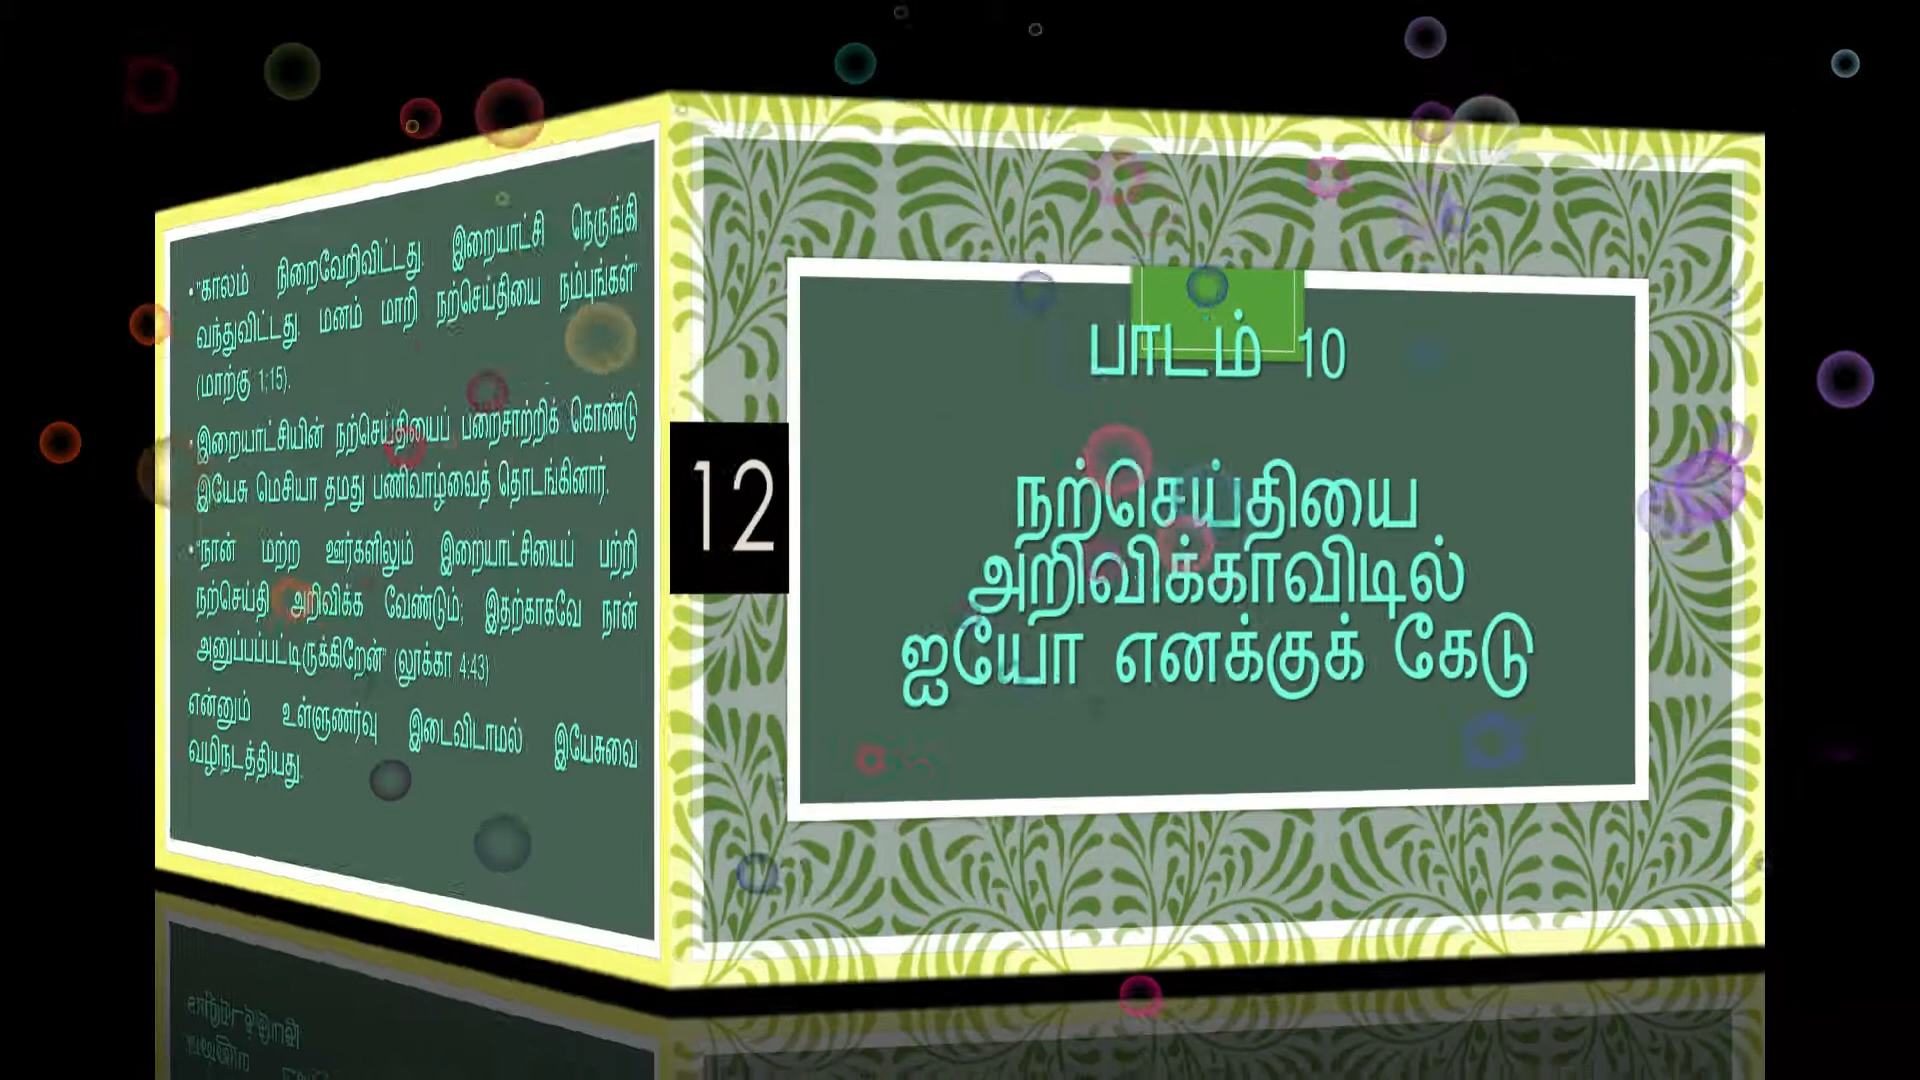 • "காலம் நிறைவேறிவிட்டது. இறையாட்சி நெருங்கி
வந்துவிட்டது. மனம் மாறி நற்செய்தியை நம்புங்கள்"
(மாற்கு 1:15).
• இறையாட்சியின் நற்செய்தியைப் பறைசாற்றிக் கொண்டு
இயேசு மெசியா தமது பணிவாழ்வைத் தொடங்கினார்.
• "நான் மற்ற ஊர்களிலும் இறையாட்சியைப் பற்றி
நற்செய்தி அறிவிக்க வேண்டும்; இதற்காகவே நான்
அனுப்பப்பட்டிருக்கிறேன்" (லூக்கா 4:43)
என்னும் உள்ளுணர்வு இடைவிடாமல் இயேசுவை
வழிநடத்தியது.
12
பாடம் 10
நற்செய்தியை
அறிவிக்காவிடில்
ஐயோ எனக்குக் கேடு